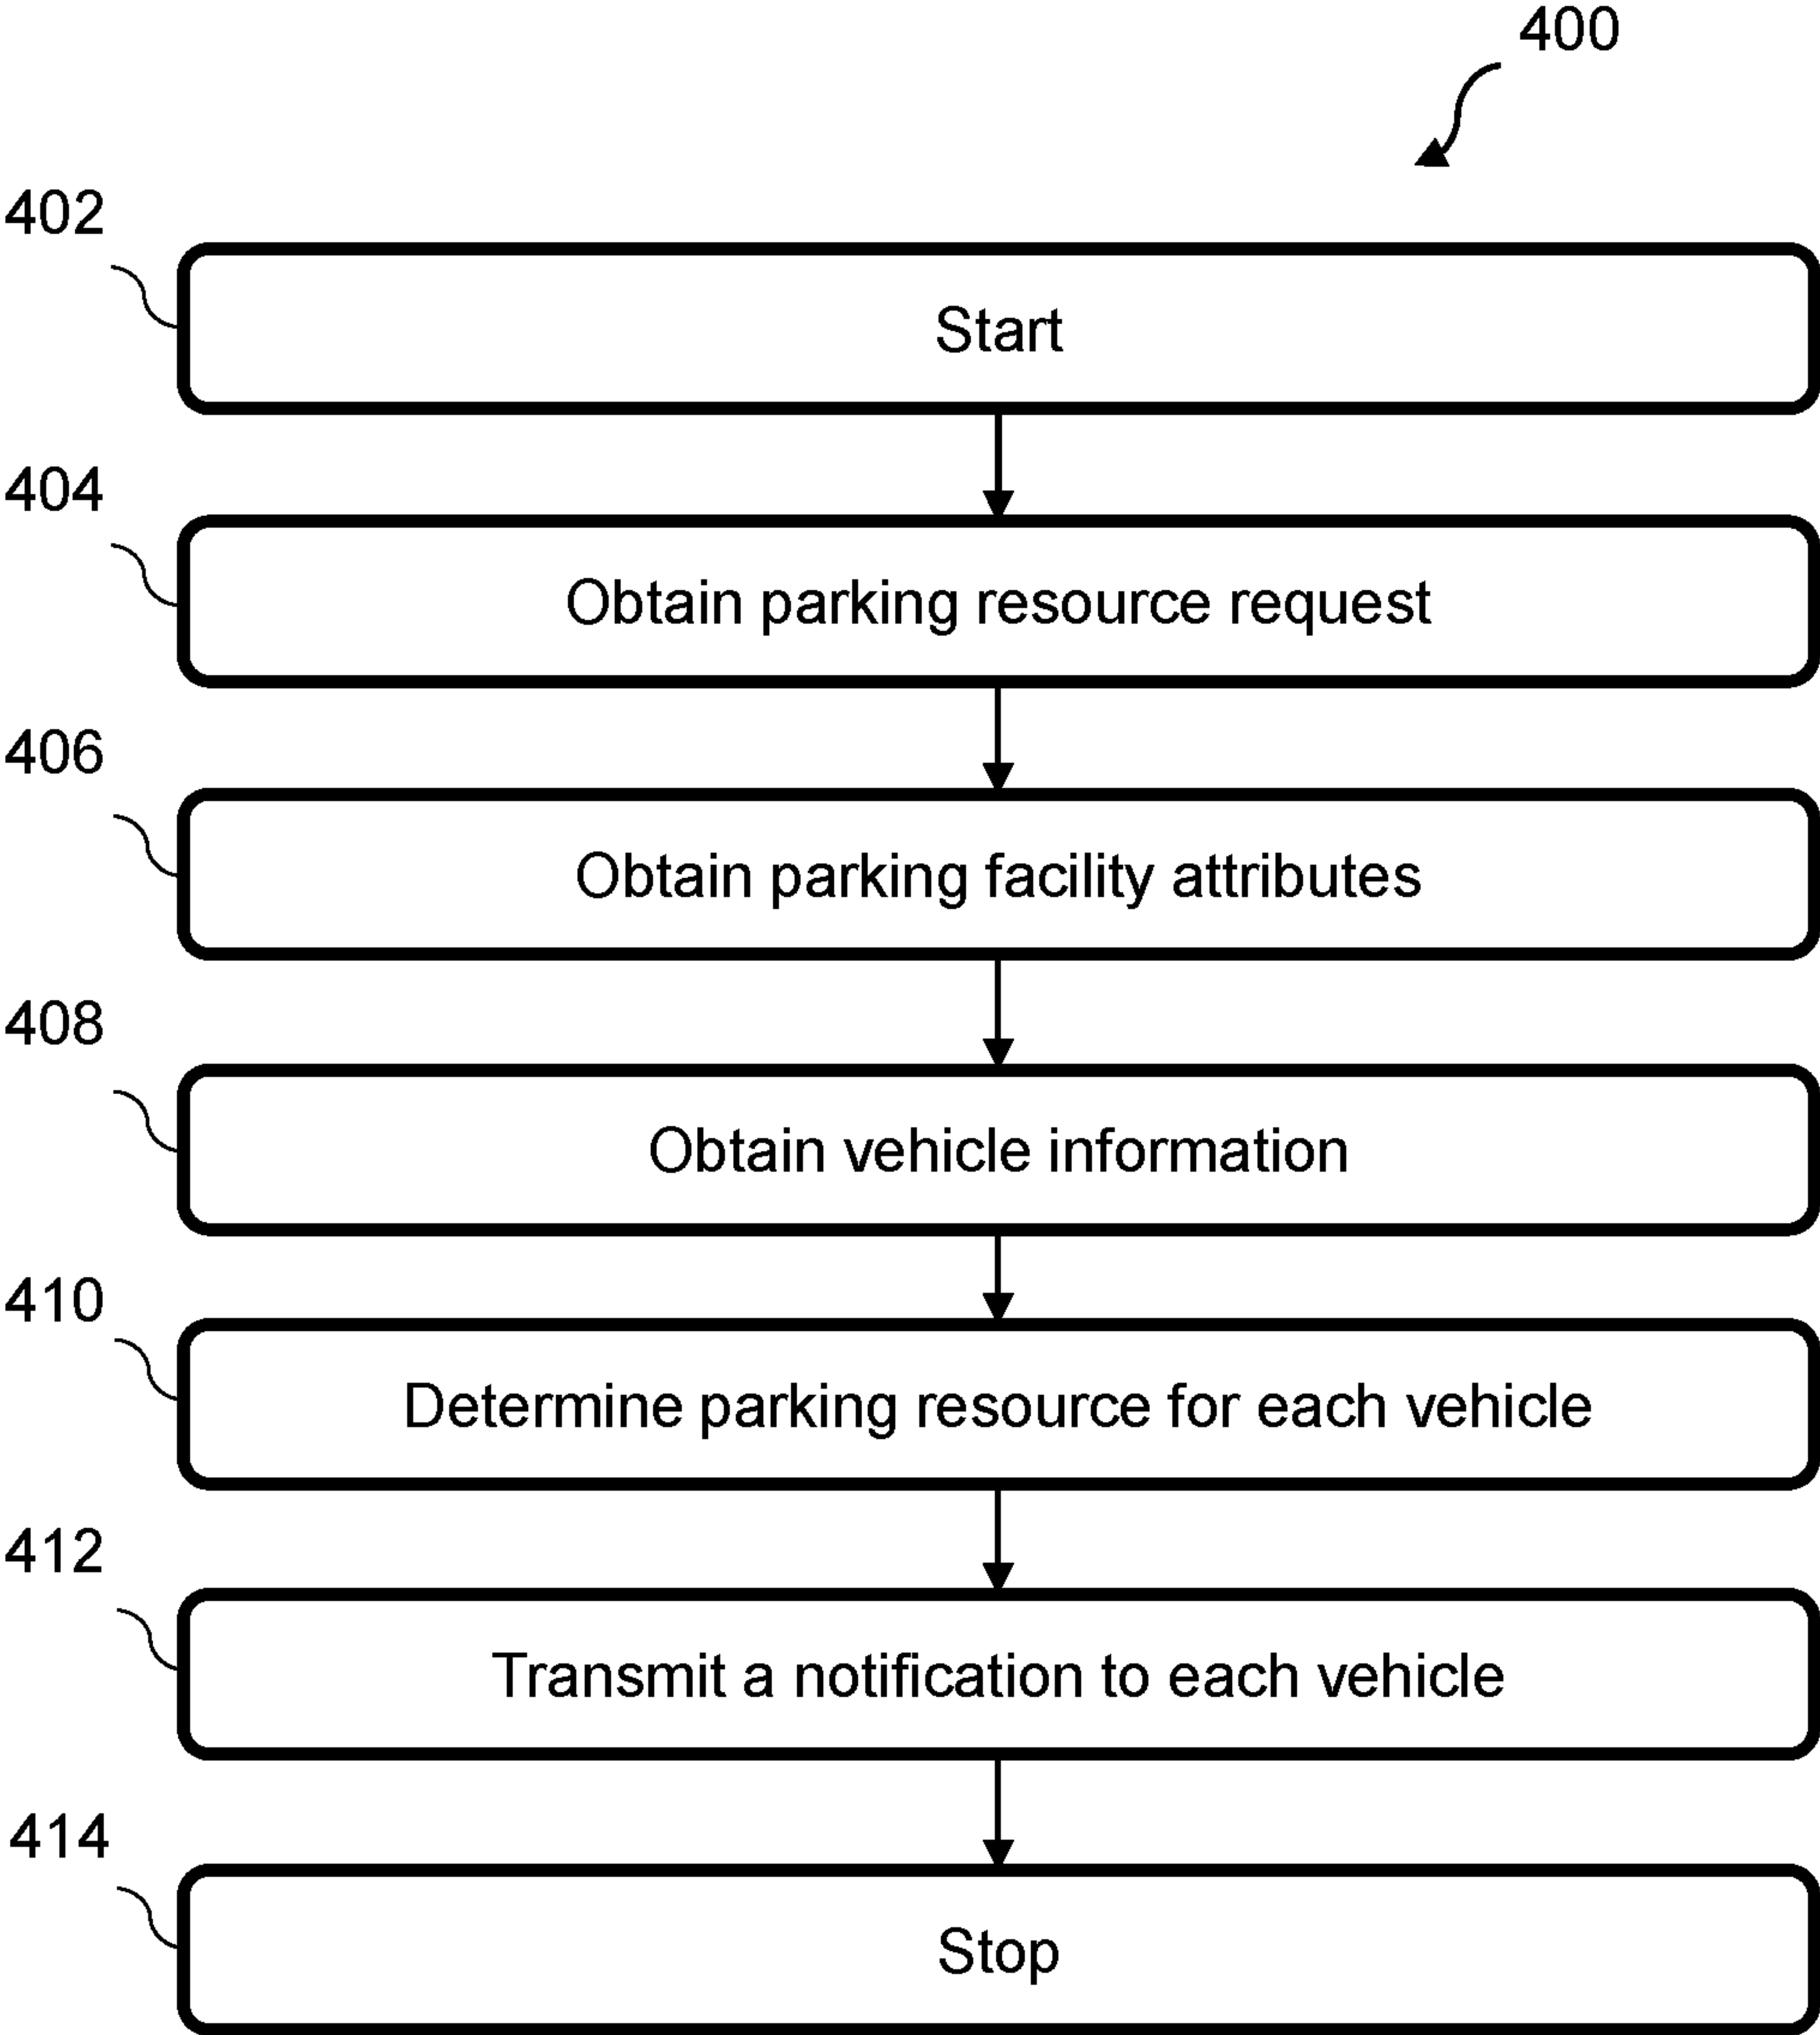 400
402
Start
404
Obtain parking resource request
406
Obtain parking facility attributes
408
Obtain vehicle information
410
Determine parking resource for each vehicle
412
Transmit a notification to each vehicle
414
Stop